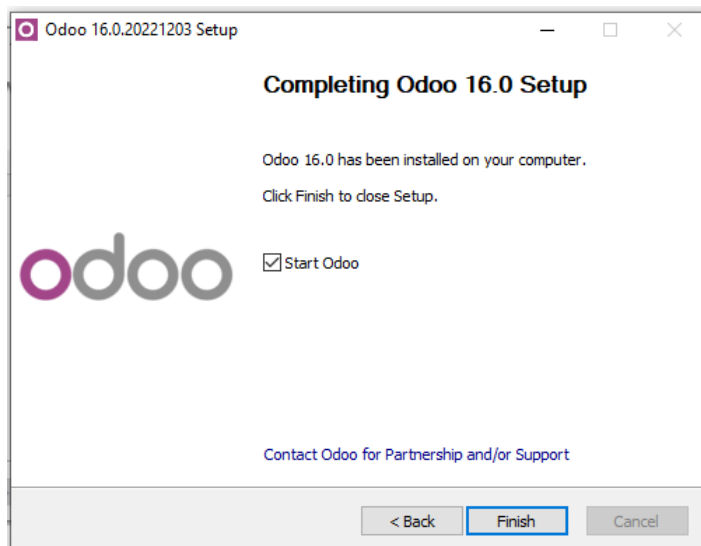 Odoo 16.0.20221203 Setup
Completing Odoo 16.0 Setup
Odoo 16.0 has been installed on your computer.
Click Finish to close Setup.
odoo
Start Odoo
Contact Odoo for Partnership and/or Support
< Back
Finish
Cancel